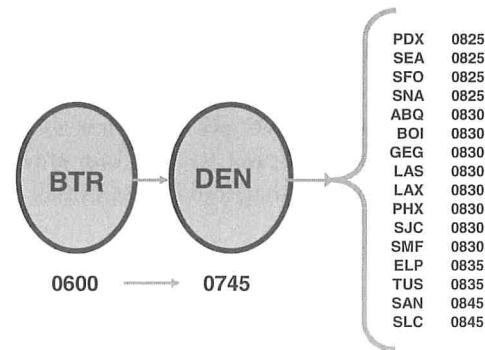 BTR
DEN
0600
0745
PDX 0825
SEA 0825
SFO 0825
SNA 0825
ABQ 0830
BOI 0830
GEG 0830
LAS 0830
LAX 0830
PHX 0830
SJC 0830
SMF 0830
ELP 0835
TUS 0835
SAN 0845
SLC 0845